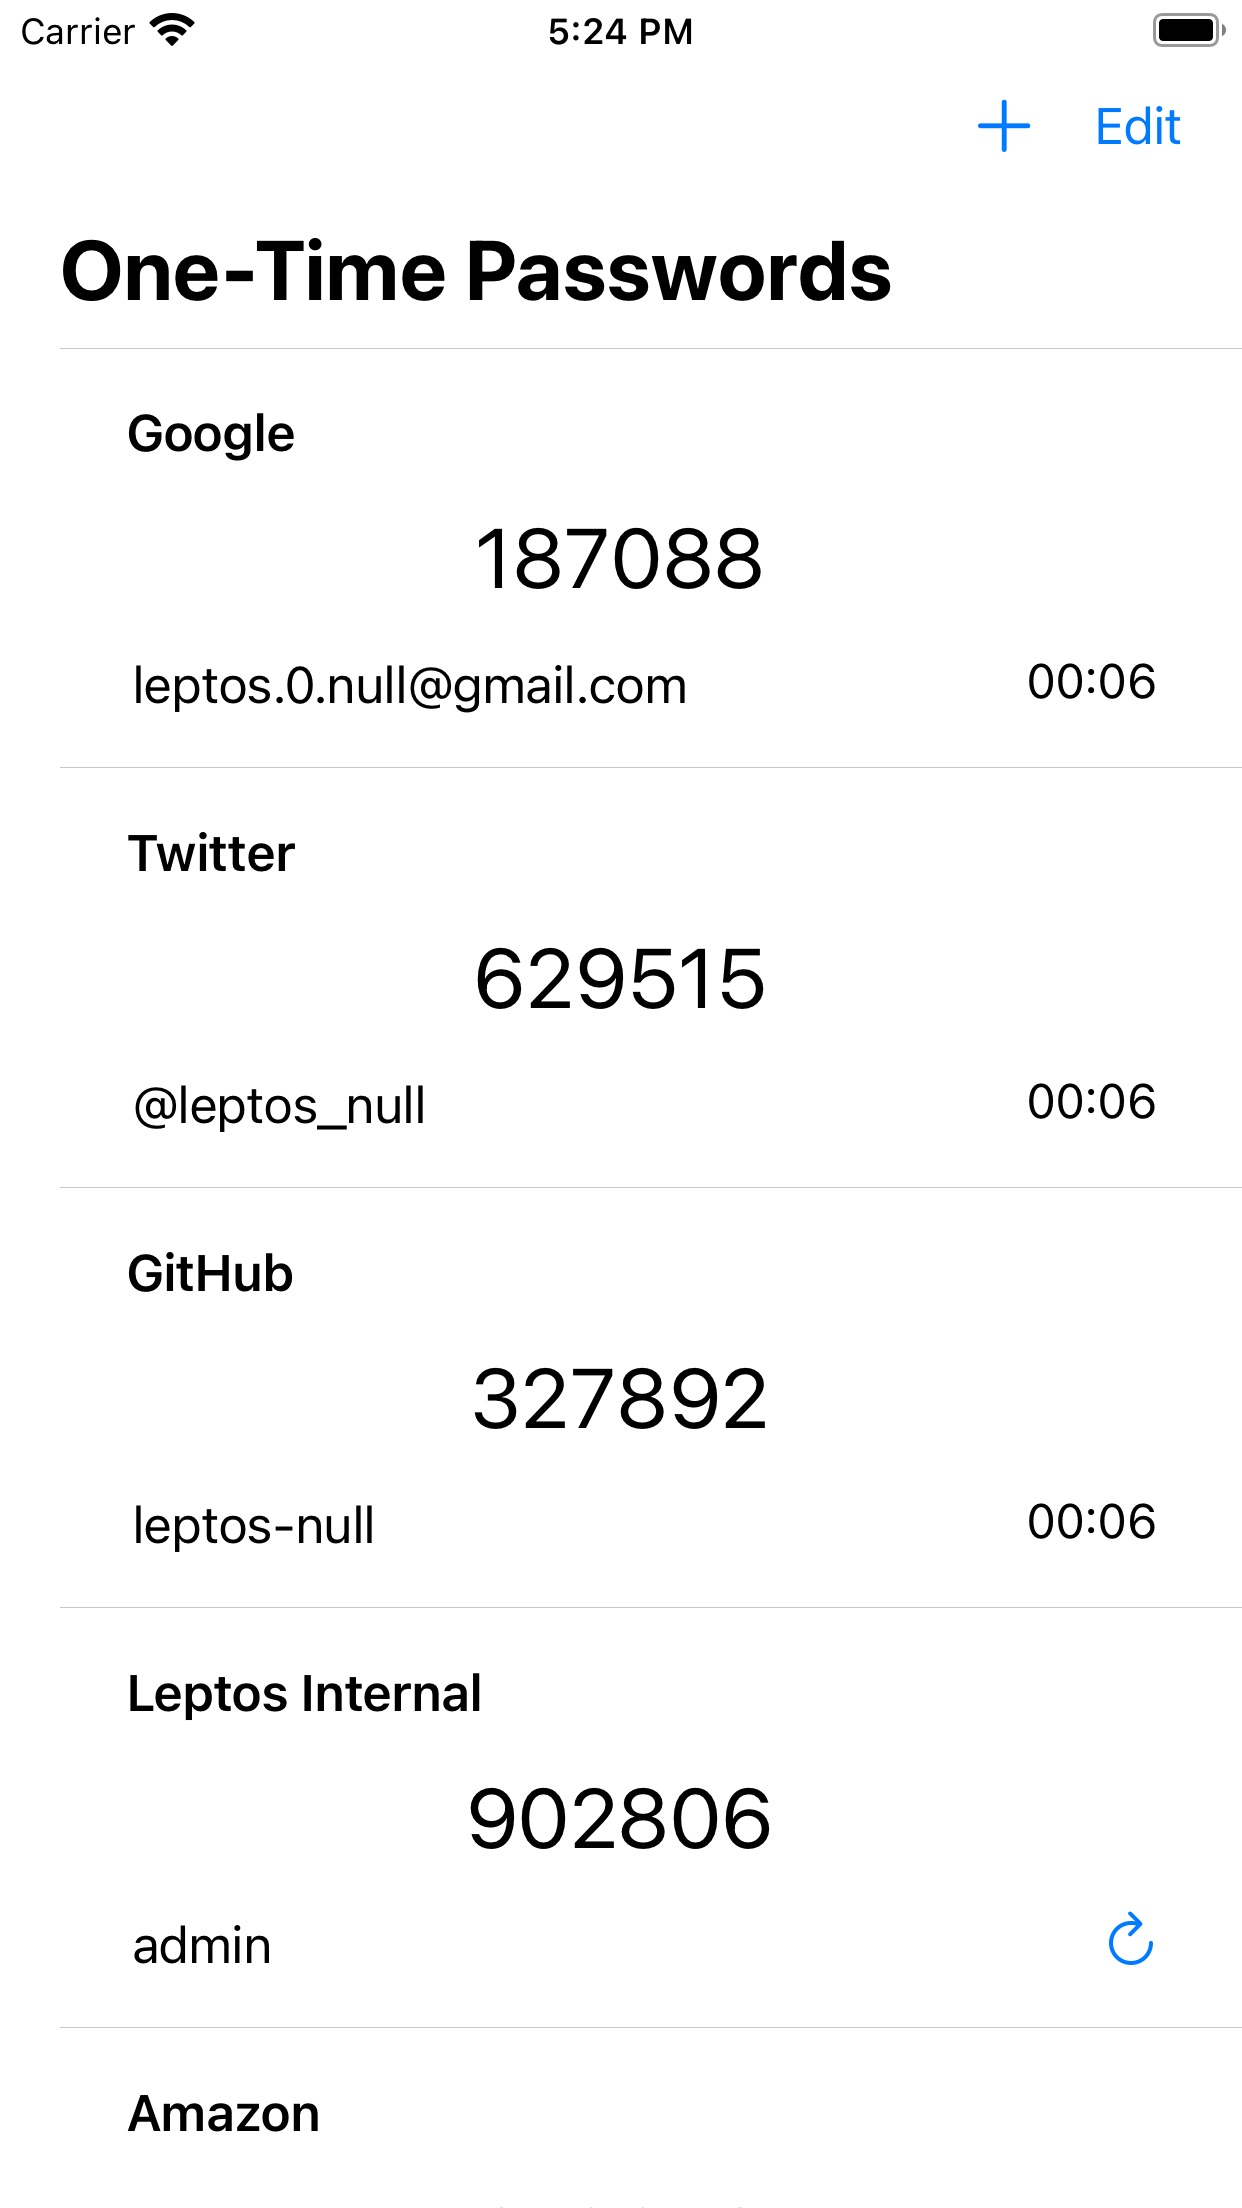 Carrier 5:24 PM
Edit
One-Time Passwords
Google
187088
leptos.0.null@gmail.com 00:06
Twitter
629515
@leptos_null 00:06
GitHub
327892
leptos-null 00:06
Leptos Internal
902806
admin
Amazon